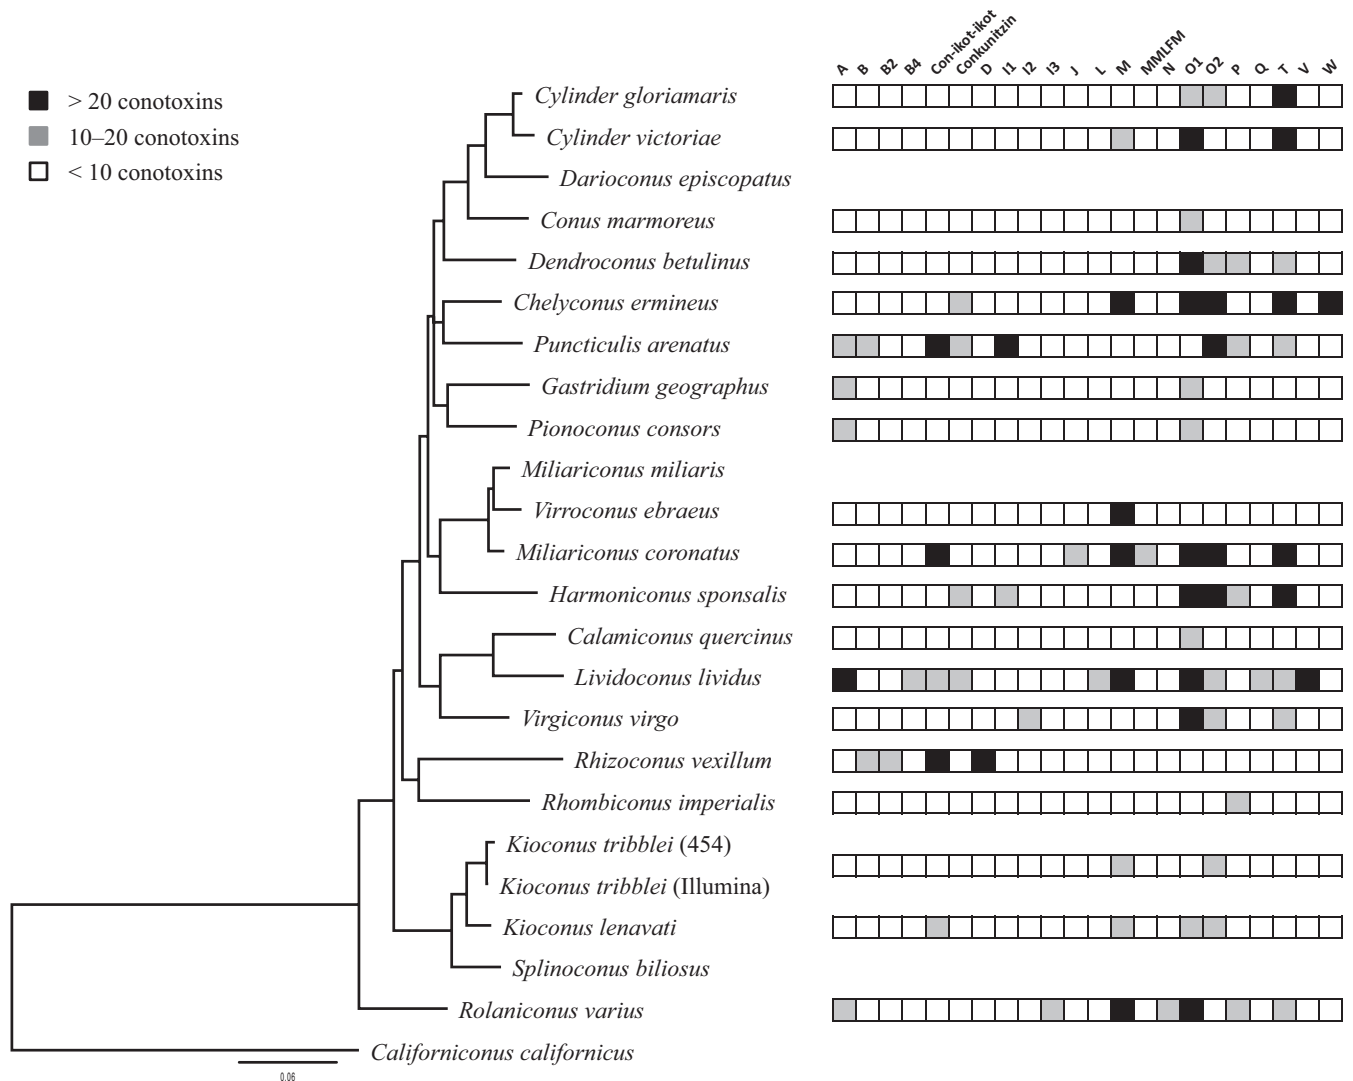 A B B2 B4 Con-ikot-ikot Conkunitzin D I1 I2 I3 J L M MMLFM N O1 O2 P Q T V W
> 20 conotoxins
10–20 conotoxins
< 10 conotoxins
Cylinder gloriamaris
Cylinder victoriae
Darioconus episcopatus
Conus marmoreus
Dendroconus betulinus
Chelyconus ermineus
Puncticulis arenatus
Gastridium geographus
Pionoconus consors
Miliariconus miliaris
Virroconus ebraeus
Miliariconus coronatus
Harmoniconus sponsalis
Calamiconus quercinus
Lividoconus lividus
Virgiconus virgo
Rhizoconus vexillum
Rhombiconus imperialis
Kioconus tribblei (454)
Kioconus tribblei (Illumina)
Kioconus lenavati
Splinoconus biliosus
Rolaniconus varius
Californiconus californicus
0.06